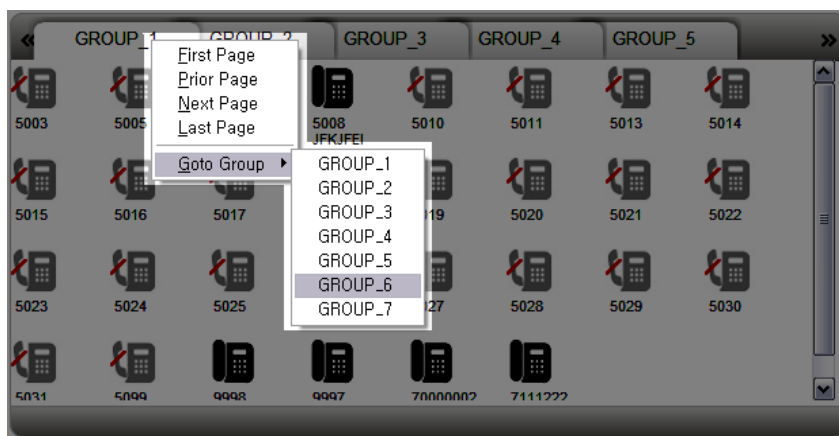 « GROUP_1 GROUP_2 GROUP_3 GROUP_4 GROUP_5 »
First Page
Prior Page
Next Page
Last Page
Goto Group
GROUP_1
GROUP_2
GROUP_3
GROUP_4
GROUP_5
GROUP_6
GROUP_7
5003 5005 5008 5010 5011 5013 5014
JFKJFEI
5015 5016 5017 5020 5021 5022
5023 5024 5025 5028 5029 5030
5031 5099 9998 9997 70000002 7111222